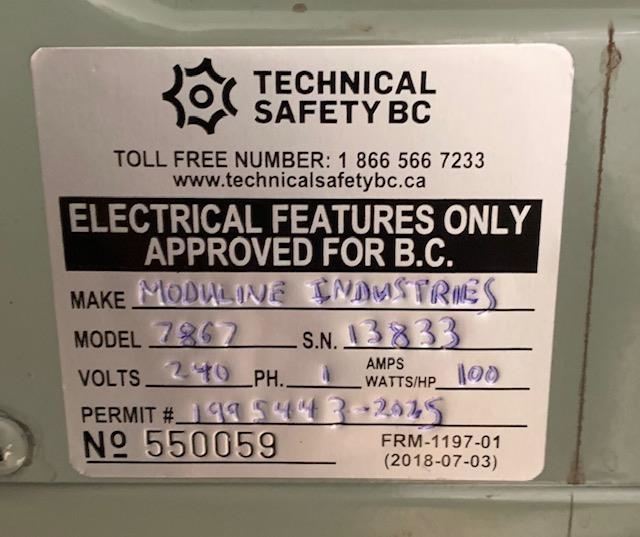 TECHNICAL
SAFETY BC
TOLL FREE NUMBER: 1 866 566 7233
www.technicalsafetybc.ca
ELECTRICAL FEATURES ONLY
APPROVED FOR B.C.
MAKE MODULINE INDUSTRIES
MODEL 7867 S.N. 13833
VOLTS 240 PH. 1 AMPS WATTS/HP 100
PERMIT # 1995443-2025
Nº 550059
FRM-1197-01
(2018-07-03)